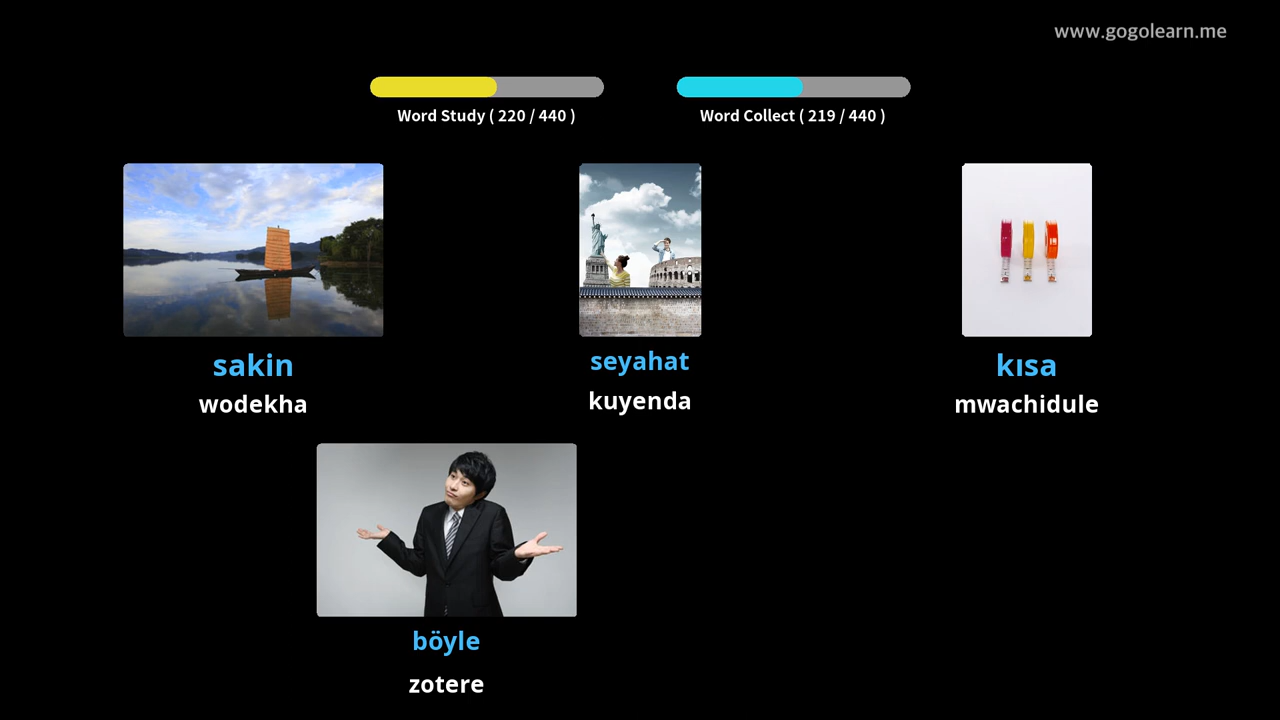 www.gogolearn.me
Word Study ( 220 / 440 )
Word Collect ( 219 / 440 )
sakin
wodekha
seyahat
kuyenda
kısa
mwachidule
böyle
zotere